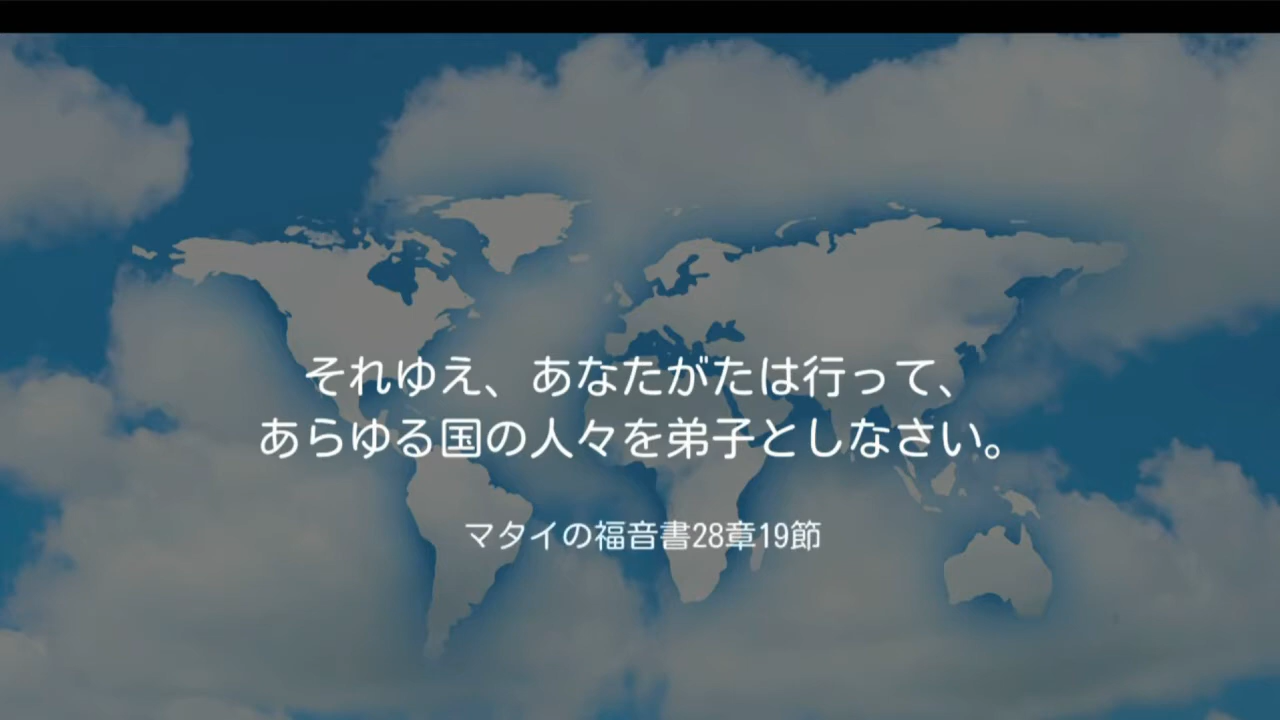 それゆえ、あなたがたは行って、
あらゆる国の人々を弟子としなさい。
マタイの福音書28章19節